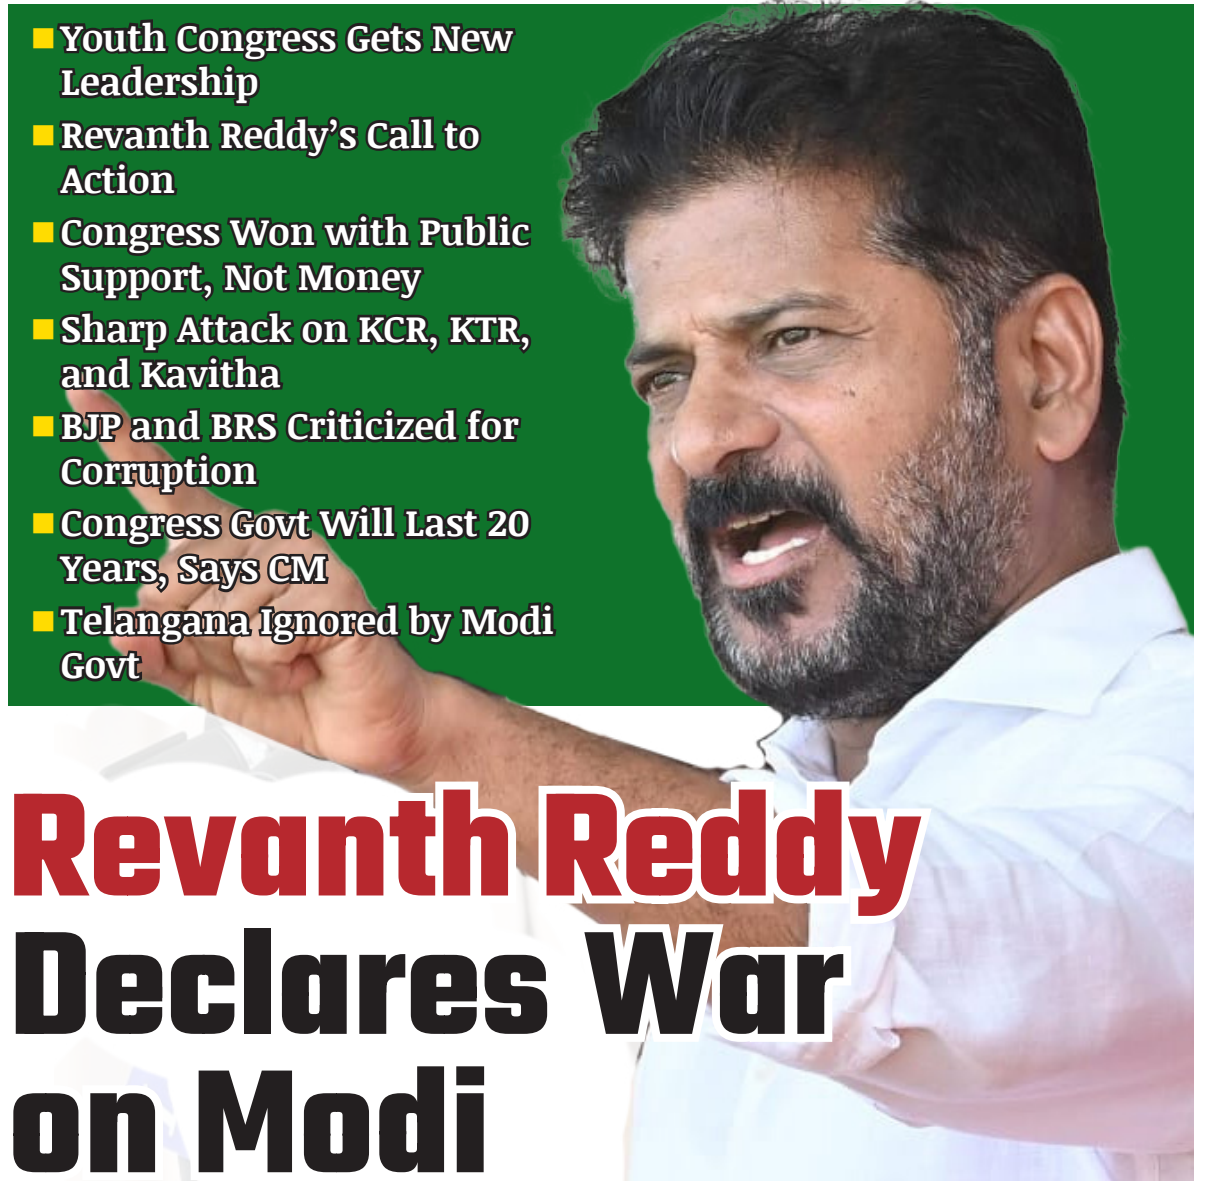 Youth Congress Gets New
Leadership
Revanth Reddy’s Call to
Action
Congress Won with Public
Support, Not Money
Sharp Attack on KCR, KTR,
and Kavitha
BJP and BRS Criticized for
Corruption
Congress Govt Will Last 20
Years, Says CM
Telangana Ignored by Modi
Govt
Revanth Reddy
Declares War
on Modi